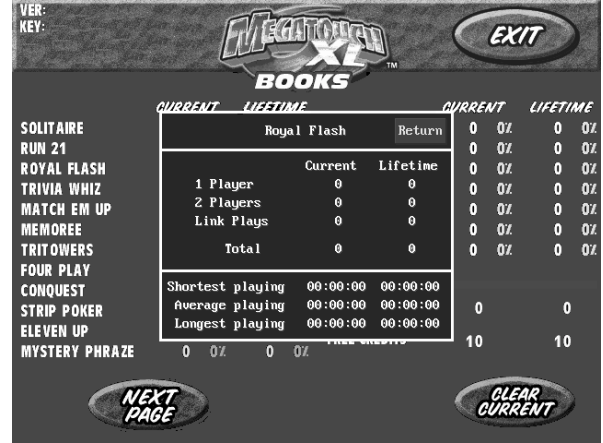 VER:
KEY:
MEGATOUCH
XL TM
BOOKS
EXIT
CURRENT LIFETIME CURRENT LIFETIME
SOLITAIRE 0 0% 0 0%
RUN 21 0 0% 0 0%
ROYAL FLASH 0 0% 0 0%
TRIVIA WHIZ 0 0% 0 0%
MATCH EM UP 0 0% 0 0%
MEMOREE 0 0% 0 0%
TRITOWERS 0 0% 0 0%
FOUR PLAY
CONQUEST
STRIP POKER 0 0
ELEVEN UP
MYSTERY PHRAZE 0 0% 0 0% FREE CREDITS 10 10
Royal Flash Return
Current Lifetime
1 Player 0 0
2 Players 0 0
Link Plays 0 0
Total 0 0
Shortest playing 00:00:00 00:00:00
Average playing 00:00:00 00:00:00
Longest playing 00:00:00 00:00:00
NEXT
PAGE
CLEAR
CURRENT